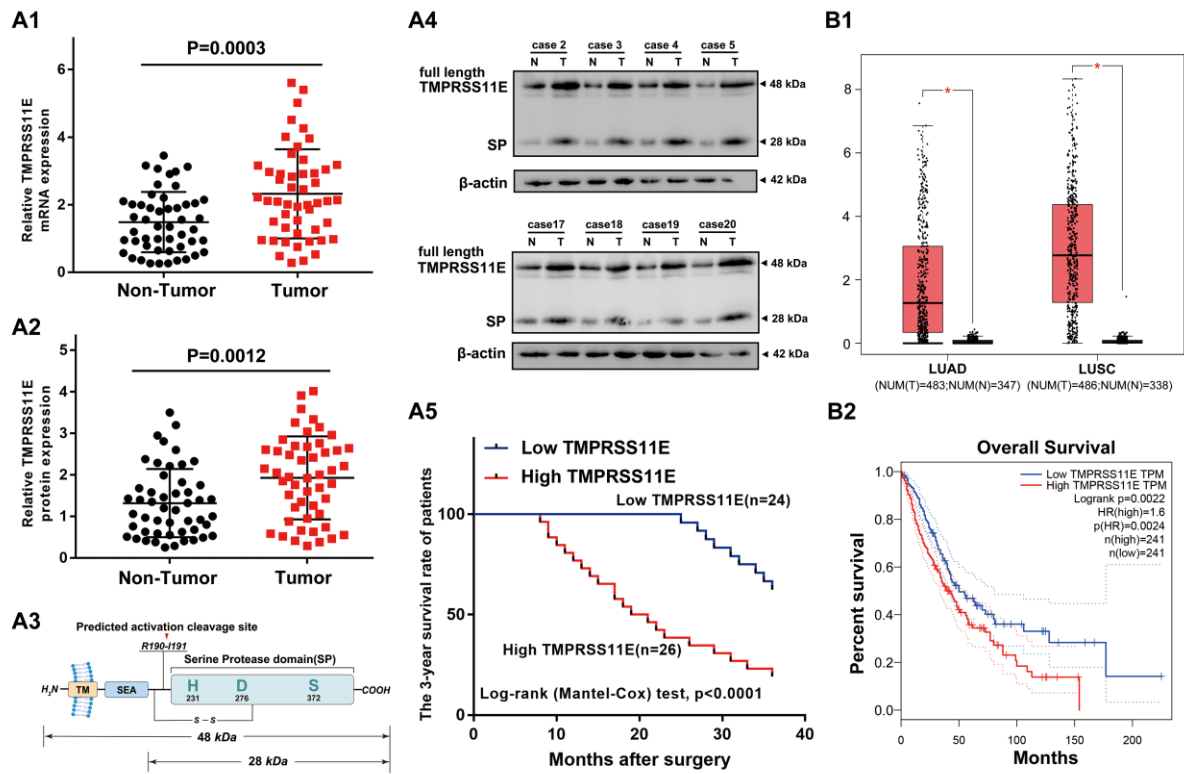 A1
P=0.0003
Relative TMPRSS11E
mRNA expression
6
4
2
0
Non-Tumor
Tumor
A2
P=0.0012
Relative TMPRSS11E
protein expression
5
4
3
2
1
0
Non-Tumor
Tumor
A3
Predicted activation cleavage site
R190-I191
Serine Protease domain(SP)
H₂N
TM
SEA
H
D
S
231
276
372
COOH
S – S
48 kDa
28 kDa
A4
case 2
case 3
case 4
case 5
N T N T N T N T
full length
TMPRSS11E
48 kDa
SP
28 kDa
β-actin
42 kDa
case17
case18
case19
case20
N T N T N T N T
full length
TMPRSS11E
48 kDa
SP
28 kDa
β-actin
42 kDa
A5
Low TMPRSS11E
High TMPRSS11E
The 3-year survival rate of patients
100
50
0
Low TMPRSS11E(n=24)
High TMPRSS11E(n=26)
Log-rank (Mantel-Cox) test, p<0.0001
0 10 20 30 40
Months after surgery
B1
8
6
4
2
0
*
*
LUAD
(NUM(T)=483;NUM(N)=347)
LUSC
(NUM(T)=486;NUM(N)=338)
B2
Overall Survival
Low TMPRSS11E TPM
High TMPRSS11E TPM
Logrank p=0.0022
HR(high)=1.6
p(HR)=0.0024
n(high)=241
n(low)=241
Percent survival
1.0
0.8
0.6
0.4
0.2
0.0
0 50 100 150 200
Months